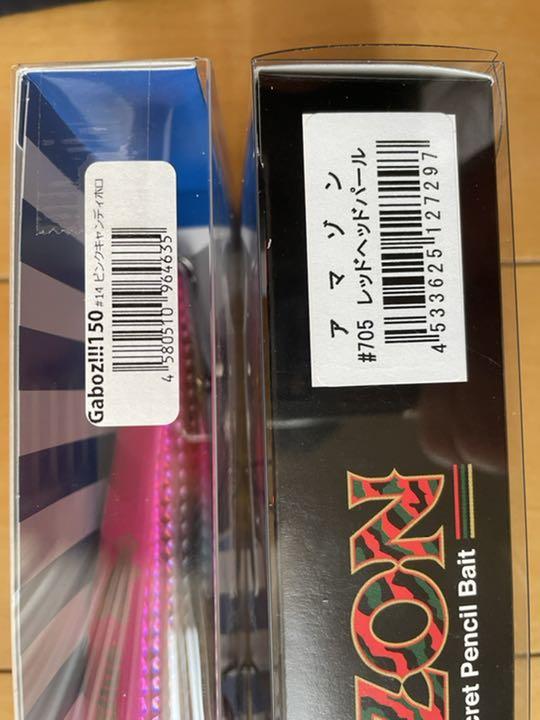 Gaboz!!!150
#14 ピンクキャンディホロ
4 580510 964635
アマゾン
#705 レッドヘッドパール
4 533625 127297
ZON
cret Pencil Bait